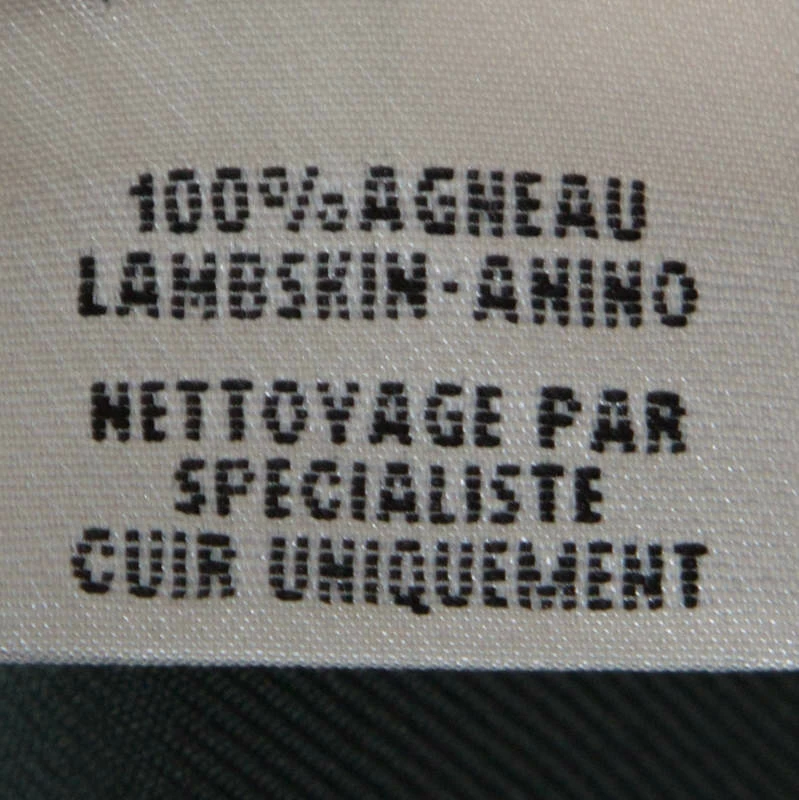 100%AGNEAU
LAMBSKIN-ANINO
NETTOYAGE PAR
SPECIALISTE
CUIR UNIQUEMENT